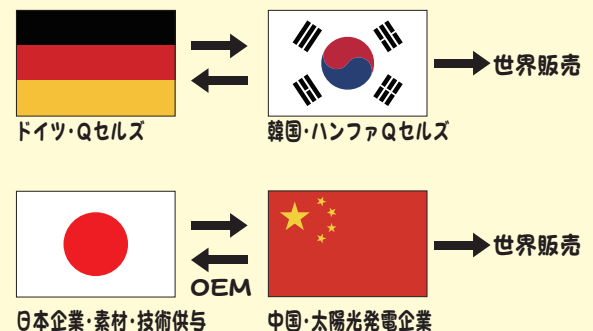 世界販売
ドイツ・Qセルズ
韓国・ハンファQセルズ
世界販売
OEM
日本企業・素材・技術供与
中国・太陽光発電企業